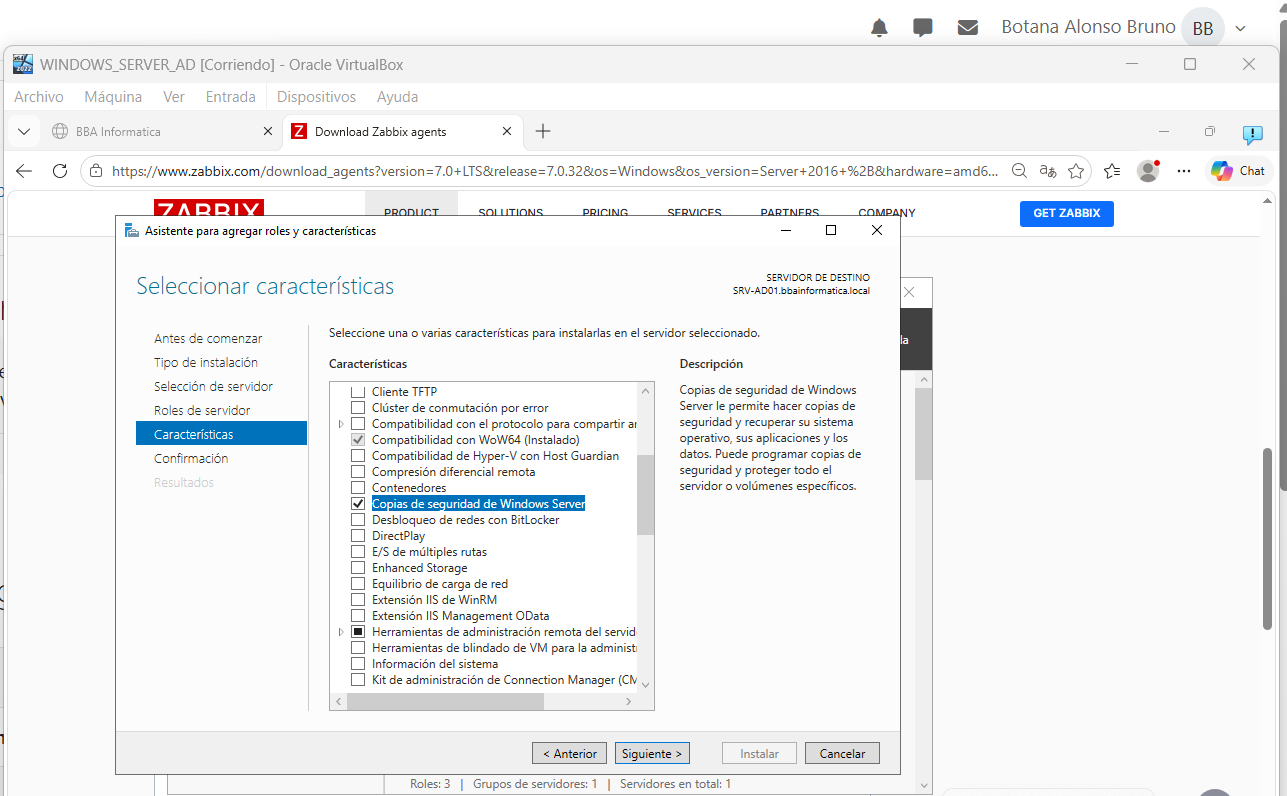 Botana Alonso Bruno BB
WINDOWS_SERVER_AD [Corriendo] - Oracle VirtualBox
Archivo Máquina Ver Entrada Dispositivos Ayuda
BBA Informatica
Download Zabbix agents
https://www.zabbix.com/download_agents?version=7.0+LTS&release=7.0.32&os=Windows&os_version=Server+2016+%2B&hardware=amd6...
Chat
ZABBIX PRODUCT SOLUTIONS PRICING SERVICES PARTNERS COMPANY GET ZABBIX
Asistente para agregar roles y características
Seleccionar características
SERVIDOR DE DESTINO
SRV-AD01.bbainformatica.local
Antes de comenzar
Tipo de instalación
Selección de servidor
Roles de servidor
Características
Confirmación
Resultados
Seleccione una o varias características para instalarlas en el servidor seleccionado.
Características
Cliente TFTP
Clúster de conmutación por error
Compatibilidad con el protocolo para compartir ar
Compatibilidad con WoW64 (Instalado)
Compatibilidad de Hyper-V con Host Guardian
Compresión diferencial remota
Contenedores
Copias de seguridad de Windows Server
Desbloqueo de redes con BitLocker
DirectPlay
E/S de múltiples rutas
Enhanced Storage
Equilibrio de carga de red
Extensión IIS de WinRM
Extensión IIS Management OData
Herramientas de administración remota del servid
Herramientas de blindado de VM para la administ
Información del sistema
Kit de administración de Connection Manager (CM
Descripción
Copias de seguridad de Windows
Server le permite hacer copias de
seguridad y recuperar su sistema
operativo, sus aplicaciones y los
datos. Puede programar copias de
seguridad y proteger todo el
servidor o volúmenes específicos.
< Anterior Siguiente > Instalar Cancelar
Roles: 3 | Grupos de servidores: 1 | Servidores en total: 1